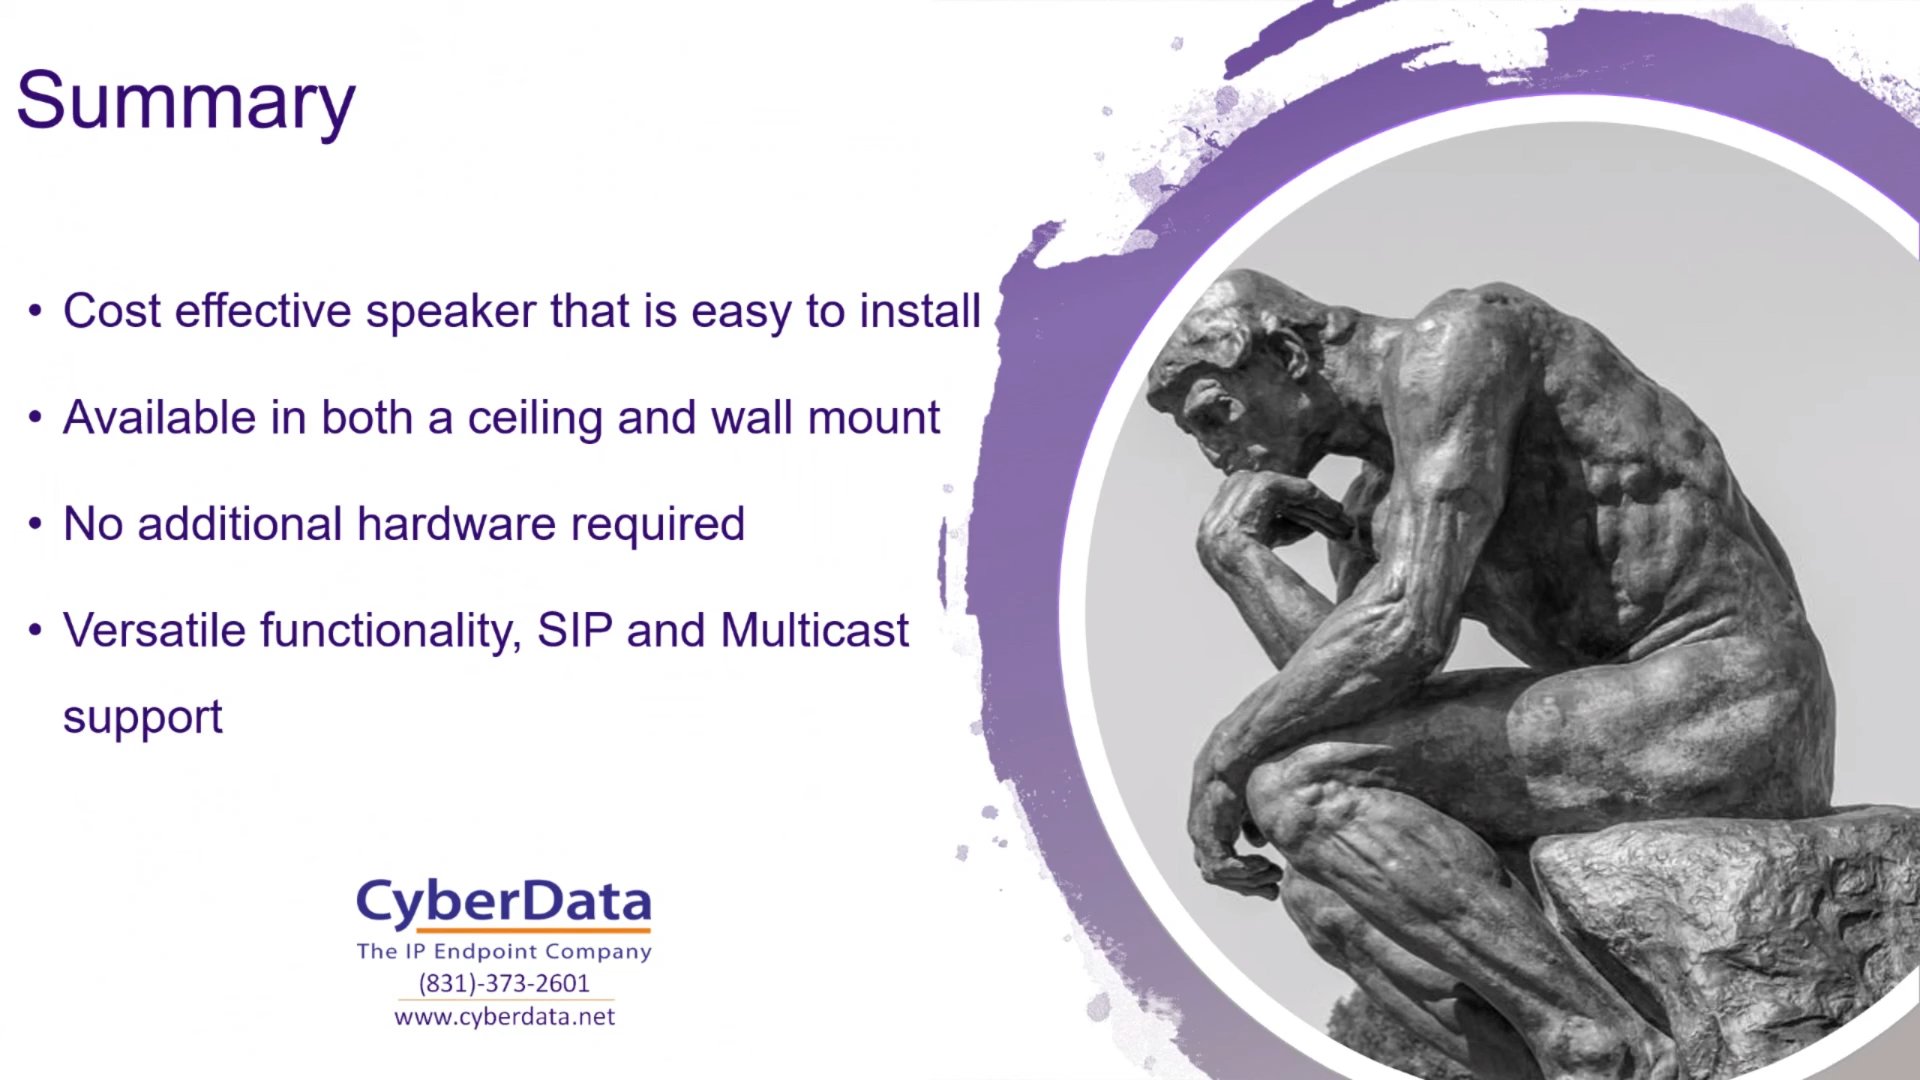 Summary
• Cost effective speaker that is easy to install
• Available in both a ceiling and wall mount
• No additional hardware required
• Versatile functionality, SIP and Multicast
support
CyberData
The IP Endpoint Company
(831)-373-2601
www.cyberdata.net